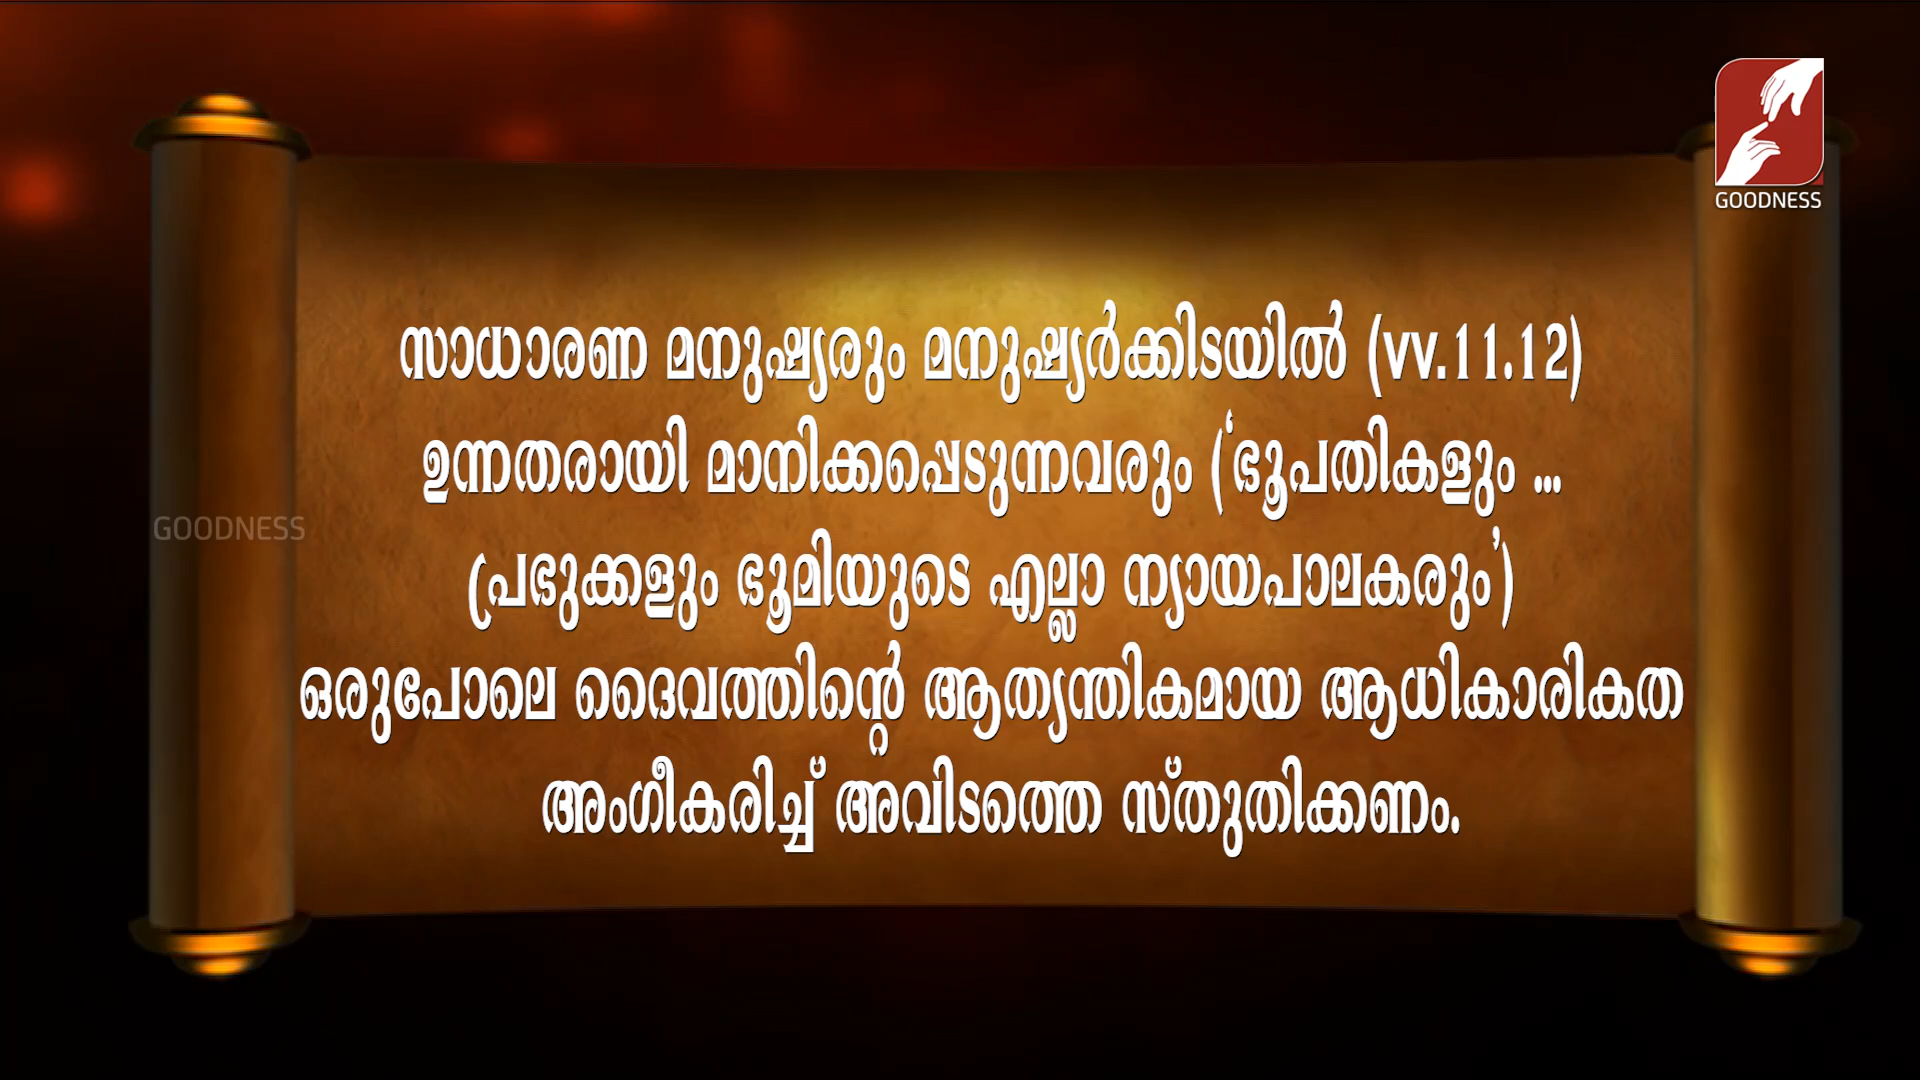 GOODNESS
സാധാരണ മനുഷ്യരും മനുഷ്യർക്കിടയിൽ (vv.11.12)
ഉന്നതരായി മാനിക്കപ്പെടുന്നവരും (‘ഭൂപതികളും ...
GOODNESS
പ്രഭുക്കളും ഭൂമിയുടെ എല്ലാ ന്യായപാലകരും’)
ഒരുപോലെ ദൈവത്തിന്റെ ആത്യന്തികമായ ആധികാരികത
അംഗീകരിച്ച് അവിടത്തെ സ്തുതിക്കണം.